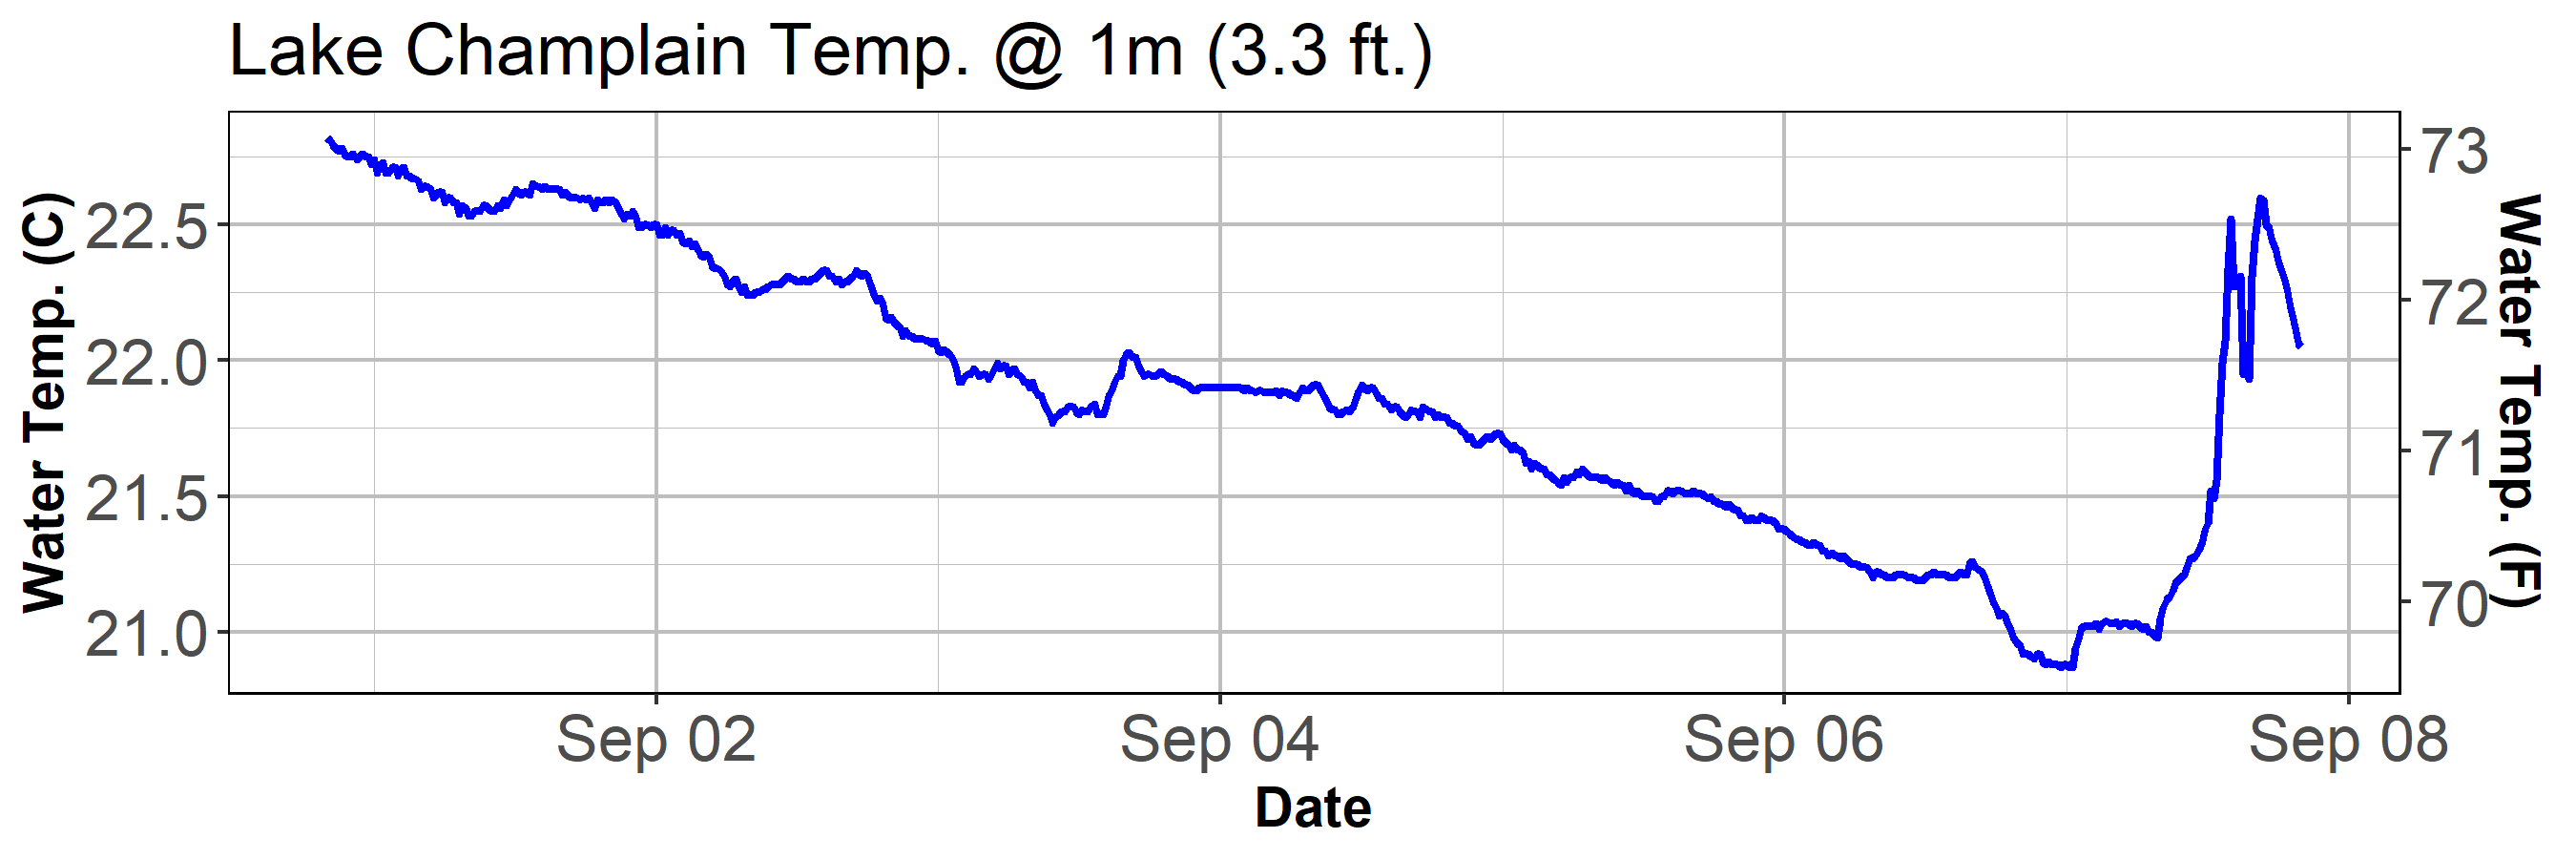 Lake Champlain Temp. @ 1m (3.3 ft.)
Water Temp. (C)
22.5
22.0
21.5
21.0
73
72
71
70
Water Temp. (F)
Sep 02 Sep 04 Sep 06 Sep 08
Date